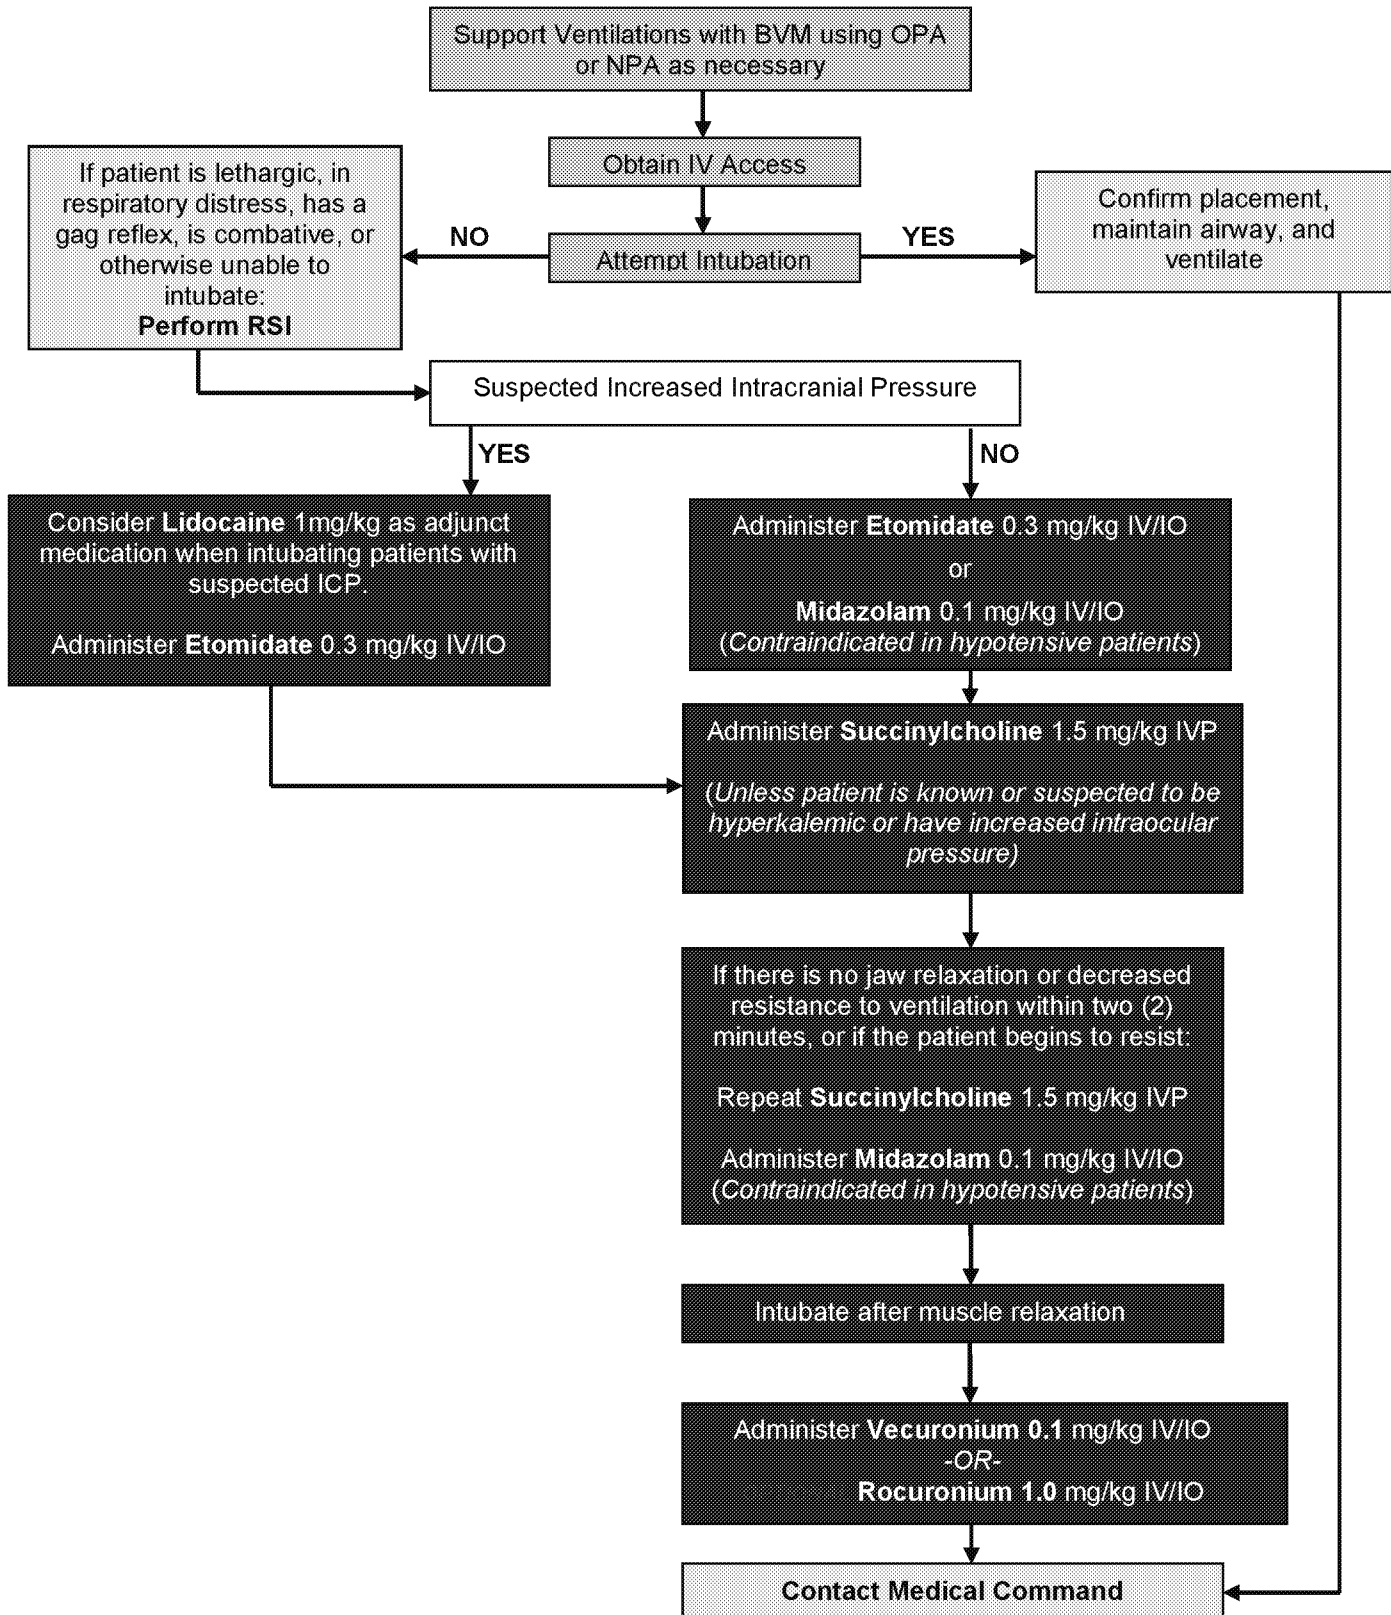 Support Ventilations with BVM using OPA
or NPA as necessary
Obtain IV Access
Attempt Intubation
NO
YES
If patient is lethargic, in
respiratory distress, has a
gag reflex, is combative, or
otherwise unable to
intubate:
Perform RSI
Confirm placement,
maintain airway, and
ventilate
Suspected Increased Intracranial Pressure
YES
NO
Consider Lidocaine 1mg/kg as adjunct
medication when intubating patients with
suspected ICP.
Administer Etomidate 0.3 mg/kg IV/IO
Administer Etomidate 0.3 mg/kg IV/IO
or
Midazolam 0.1 mg/kg IV/IO
(Contraindicated in hypotensive patients)
Administer Succinylcholine 1.5 mg/kg IVP
(Unless patient is known or suspected to be
hyperkalemic or have increased intraocular
pressure)
If there is no jaw relaxation or decreased
resistance to ventilation within two (2)
minutes, or if the patient begins to resist:
Repeat Succinylcholine 1.5 mg/kg IVP
Administer Midazolam 0.1 mg/kg IV/IO
(Contraindicated in hypotensive patients)
Intubate after muscle relaxation
Administer Vecuronium 0.1 mg/kg IV/IO
-OR-
Rocuronium 1.0 mg/kg IV/IO
Contact Medical Command